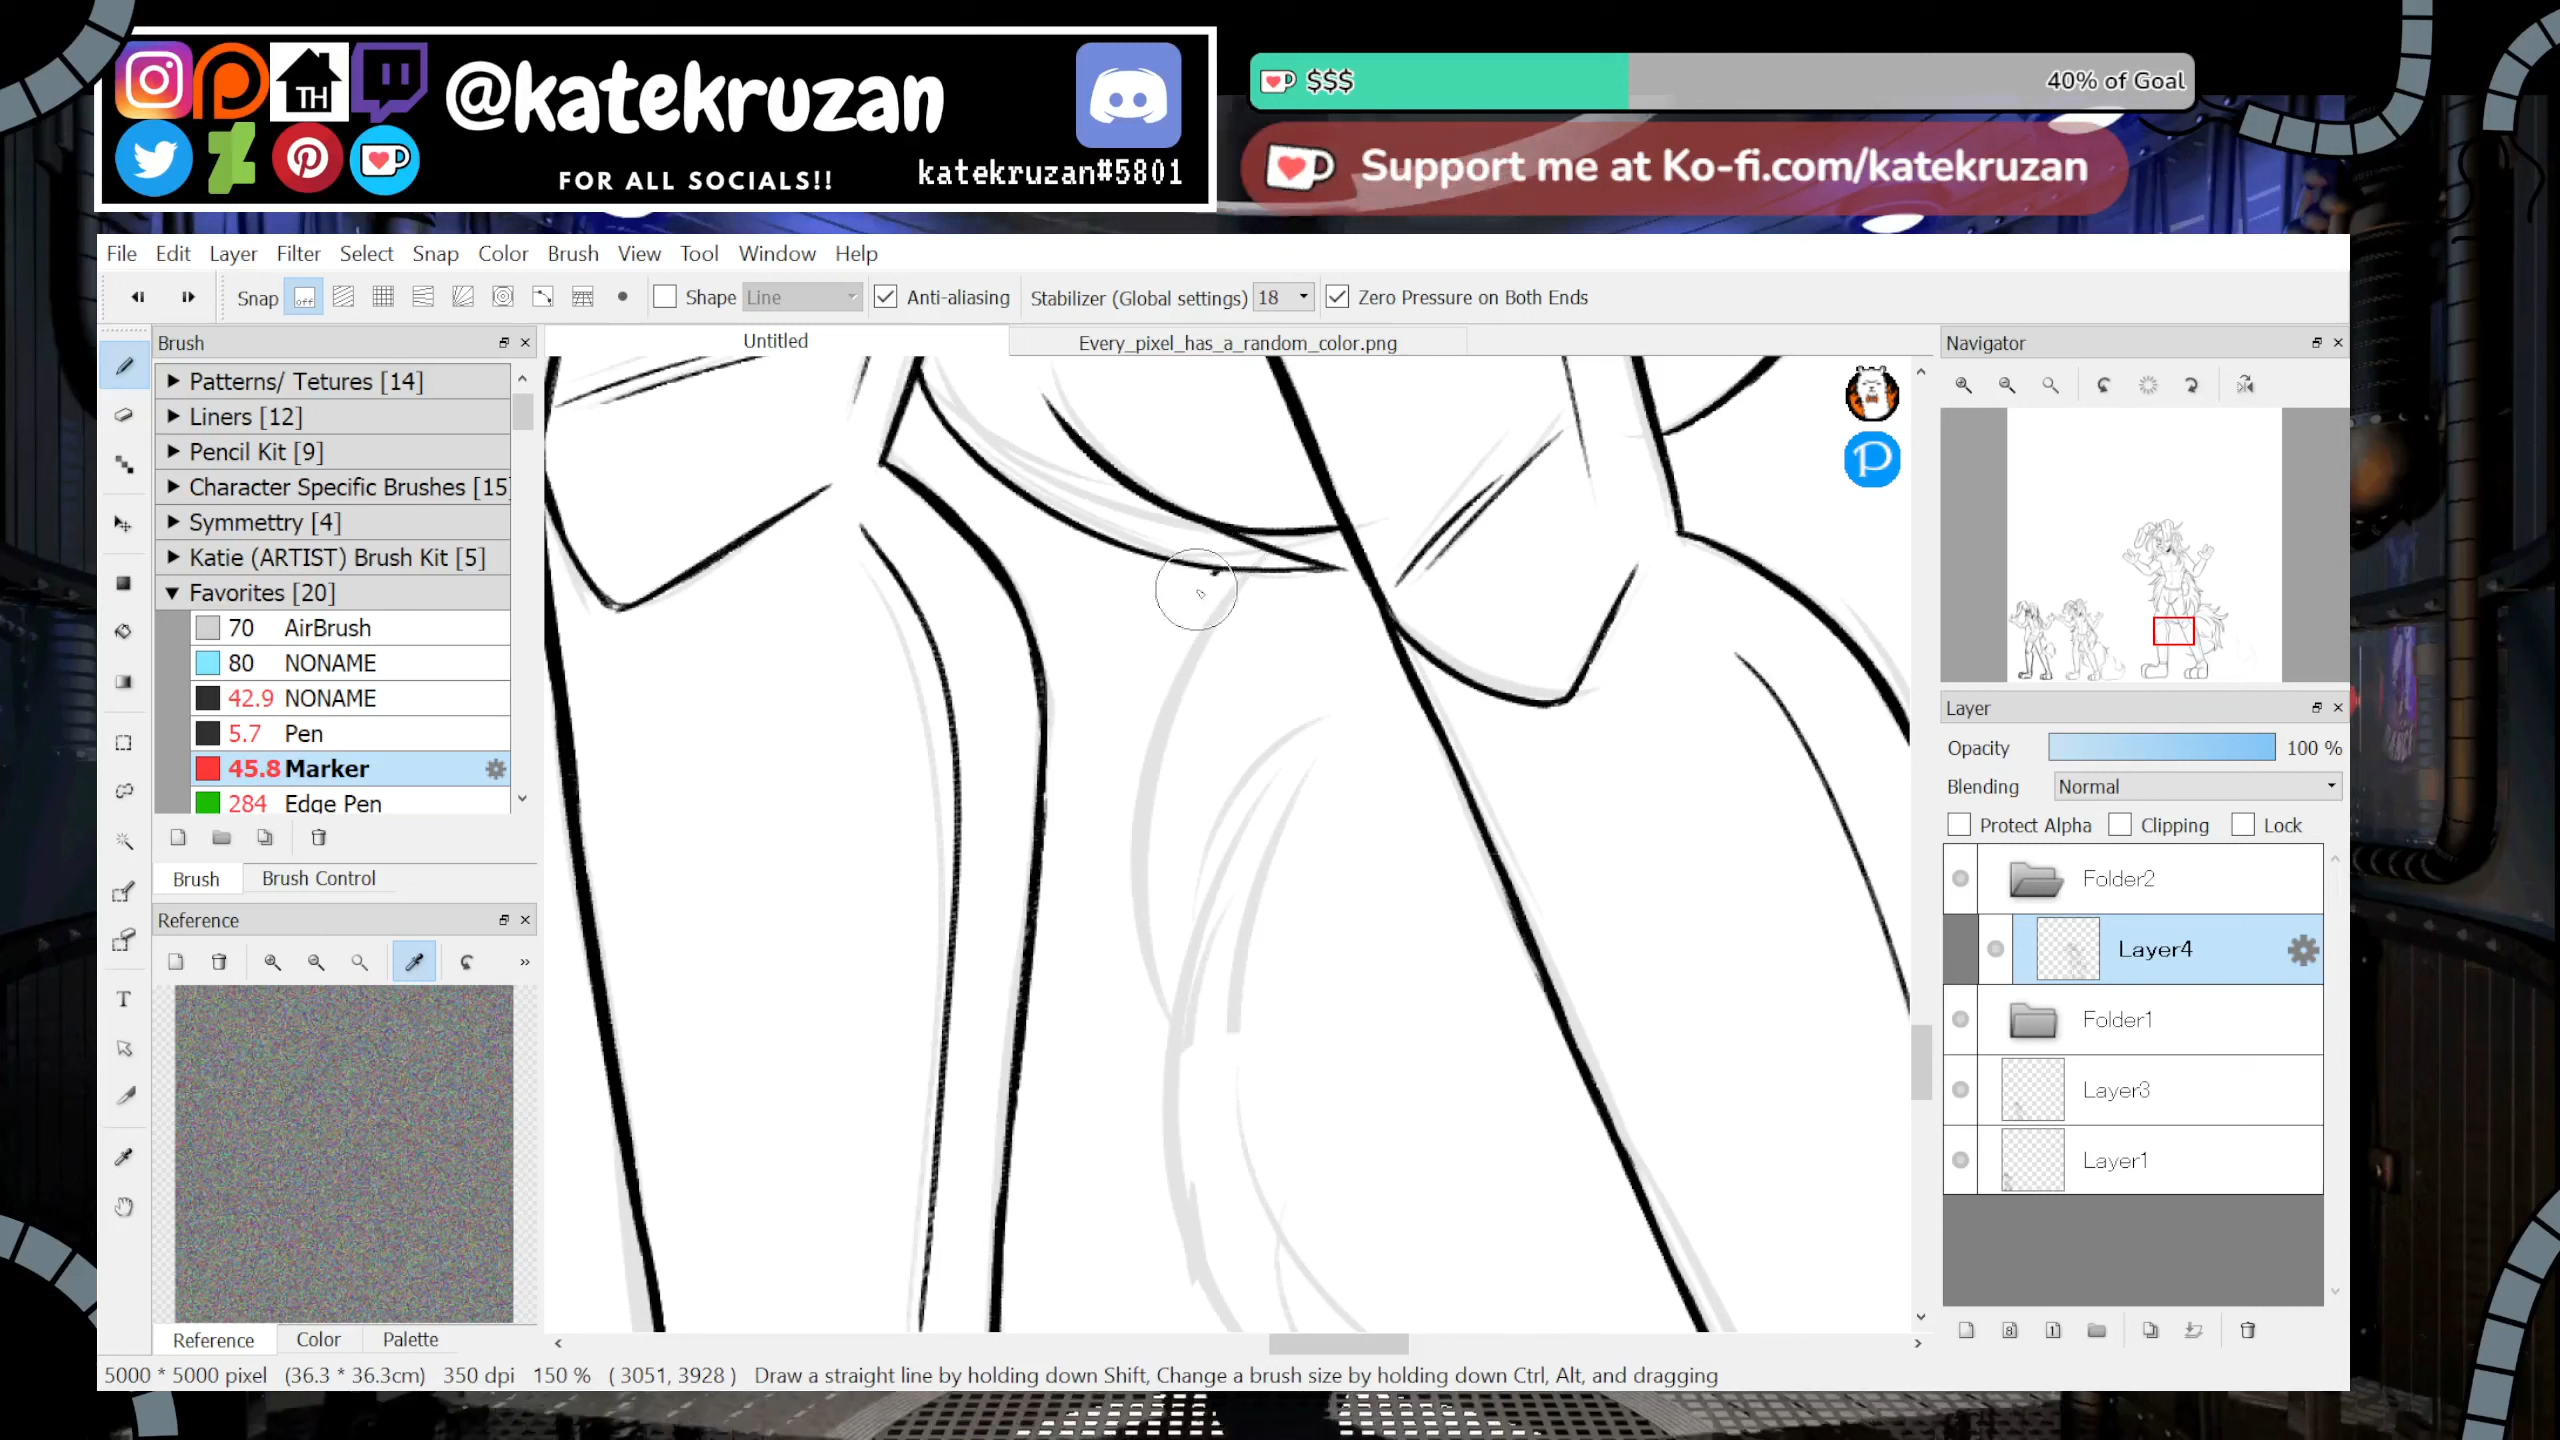 TH
@katekruzan
FOR ALL SOCIALS!!
katekruzan#5801
$$$
40% of Goal
Support me at Ko-fi.com/katekruzan
File Edit Layer Filter Select Snap Color Brush View Tool Window Help
Snap off Shape Line Anti-aliasing Stabilizer (Global settings) 18 Zero Pressure on Both Ends
Brush
Patterns/ Tetures [14]
Liners [12]
Pencil Kit [9]
Character Specific Brushes [15]
Symmettry [4]
Katie (ARTIST) Brush Kit [5]
Favorites [20]
70 AirBrush
80 NONAME
42.9 NONAME
5.7 Pen
45.8 Marker
284 Edge Pen
Brush Brush Control
Reference
Reference Color Palette
Untitled
Every_pixel_has_a_random_color.png
P
Navigator
Layer
Opacity 100 %
Blending Normal
Protect Alpha Clipping Lock
Folder2
Layer4
Folder1
Layer3
Layer1
8 1
T
5000 * 5000 pixel (36.3 * 36.3cm) 350 dpi 150 % ( 3051, 3928 ) Draw a straight line by holding down Shift, Change a brush size by holding down Ctrl, Alt, and dragging